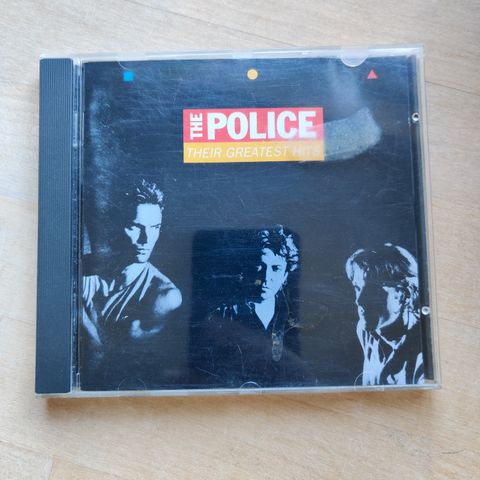 THE POLICE
THEIR GREATEST HITS